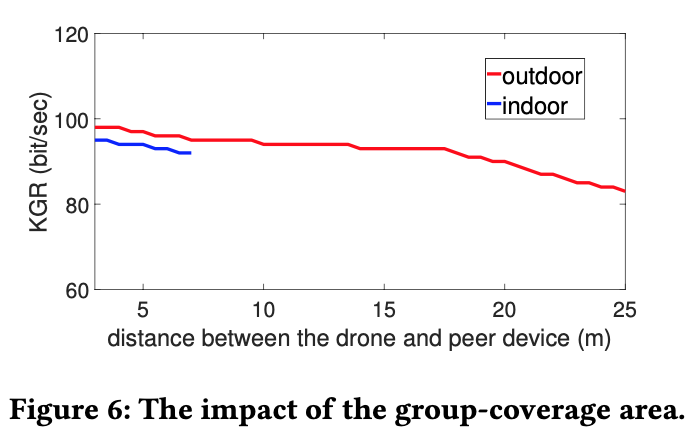 120
100
80
60
KGR (bit/sec)
outdoor
indoor
5 10 15 20 25
distance between the drone and peer device (m)
Figure 6: The impact of the group-coverage area.